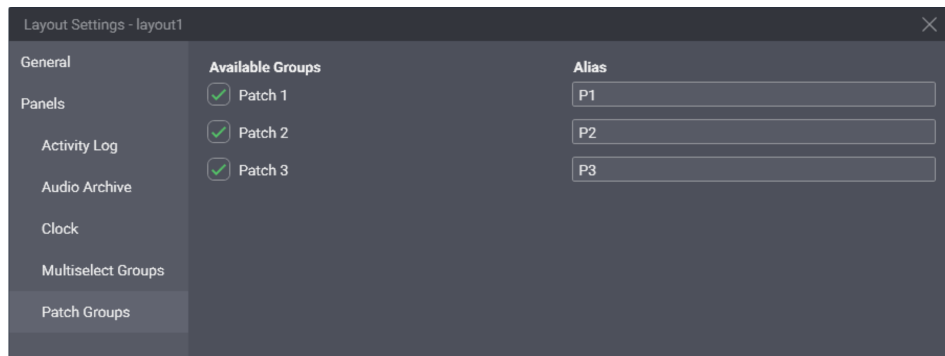 Layout Settings - layout1
General
Panels
Activity Log
Audio Archive
Clock
Multiselect Groups
Patch Groups
Available Groups
Alias
Patch 1
P1
Patch 2
P2
Patch 3
P3